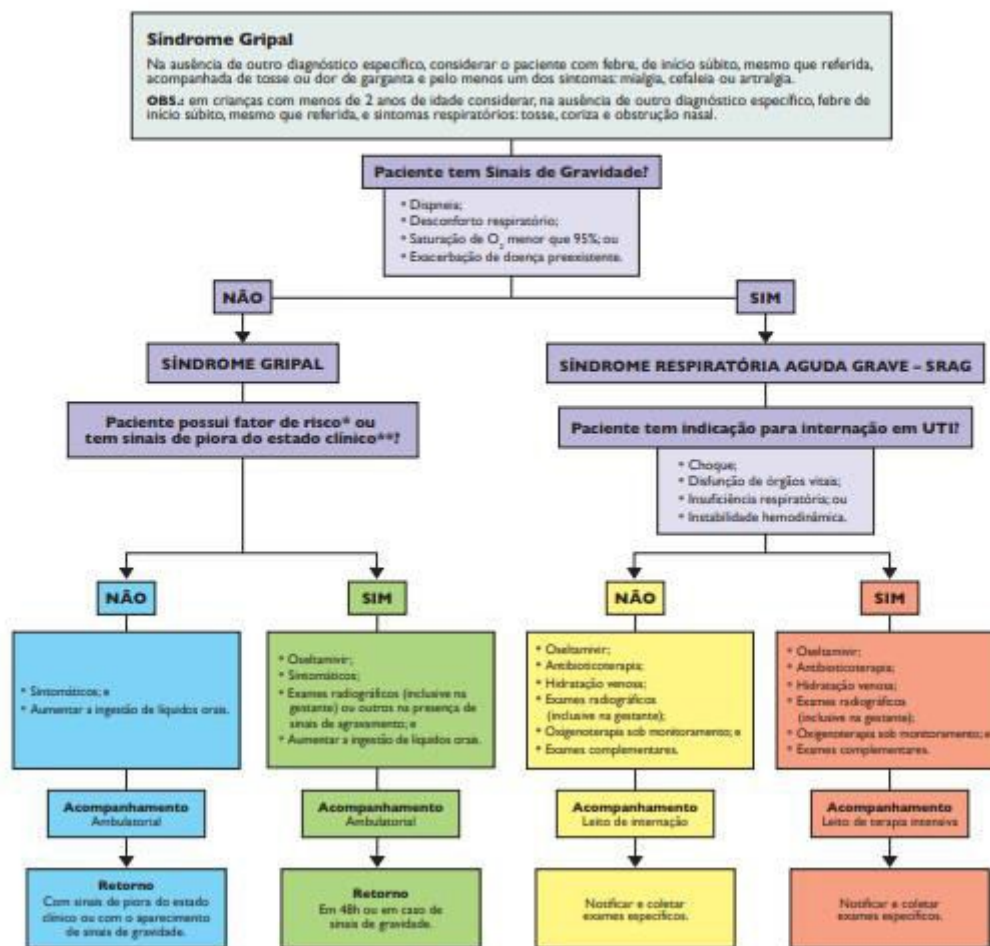 Síndrome Gripal
Na ausência de outro diagnóstico específico, considerar o paciente com febre, de início súbito, mesmo que referida,
acompanhada de tosse ou dor de garganta e pelo menos um dos sintomas: mialgia, cefaleia ou artralgia.
OBS.: em crianças com menos de 2 anos de idade considerar, na ausência de outro diagnóstico específico, febre de
início súbito, mesmo que referida, e sintomas respiratórios: tosse, coriza e obstrução nasal.
Paciente tem Sinais de Gravidade?
• Dispneia;
• Desconforto respiratório;
• Saturação de O₂ menor que 95%; ou
• Exacerbação de doença preexistente.
NÃO
SIM
SÍNDROME GRIPAL
SÍNDROME RESPIRATÓRIA AGUDA GRAVE – SRAG
Paciente possui fator de risco* ou
tem sinais de piora do estado clínico**?
Paciente tem indicação para internação em UTI?
• Choque;
• Disfunção de órgãos vitais;
• Insuficiência respiratória; ou
• Instabilidade hemodinâmica.
NÃO
SIM
NÃO
SIM
• Sintomáticos; e
• Aumentar a ingestão de líquidos orais.
• Oseltamivir;
• Sintomáticos;
• Exames radiográficos (inclusive na
gestante) ou outros na presença de
sinais de agravamento; e
• Aumentar a ingestão de líquidos orais.
• Oseltamivir;
• Antibioticoterapia;
• Hidratação venosa;
• Exames radiográficos
(inclusive na gestante);
• Oxigenoterapia sob monitoramento; e
• Exames complementares.
• Oseltamivir;
• Antibioticoterapia;
• Hidratação venosa;
• Exames radiográficos
(inclusive na gestante);
• Oxigenoterapia sob monitoramento; e
• Exames complementares.
Acompanhamento
Ambulatorial
Acompanhamento
Ambulatorial
Acompanhamento
Leito de internação
Acompanhamento
Leito de terapia intensiva
Retorno
Com sinais de piora do estado
clínico ou com o aparecimento
de sinais de gravidade.
Retorno
Em 48h ou em caso de
sinais de gravidade.
Notificar e coletar
exames específicos.
Notificar e coletar
exames específicos.